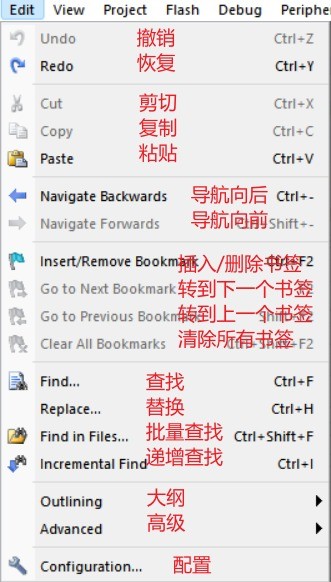 Edit View Project Flash Debug Peripher
Undo 撤销 Ctrl+Z
Redo 恢复 Ctrl+Y
Cut 剪切 Ctrl+X
Copy 复制 Ctrl+C
Paste 粘贴 Ctrl+V
Navigate Backwards 导航向后 Ctrl+-
Navigate Forwards 导航向前 Shift+-
Insert/Remove Bookmark 插入/删除书签 F2
Go to Next Bookmark 转到下一个书签
Go to Previous Bookmark 转到上一个书签
Clear All Bookmarks 清除所有书签 F2
Find... 查找 Ctrl+F
Replace... 替换 Ctrl+H
Find in Files... 批量查找 Ctrl+Shift+F
Incremental Find 递增查找 Ctrl+I
Outlining 大纲
Advanced 高级
Configuration... 配置